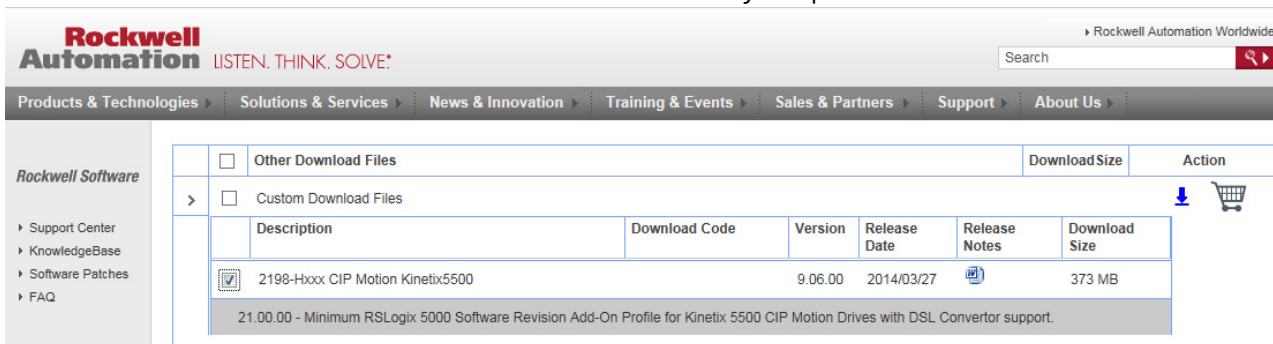 Rockwell Automation Worldwide
Rockwell
Automation LISTEN. THINK. SOLVE.
Search
Products & Technologies Solutions & Services News & Innovation Training & Events Sales & Partners Support About Us
Rockwell Software
Support Center
KnowledgeBase
Software Patches
FAQ
Other Download Files Download Size Action
Custom Download Files
Description Download Code Version Release Date Release Notes Download Size
2198-Hxxx CIP Motion Kinetix5500 9.06.00 2014/03/27 373 MB
21.00.00 - Minimum RSLogix 5000 Software Revision Add-On Profile for Kinetix 5500 CIP Motion Drives with DSL Convertor support.